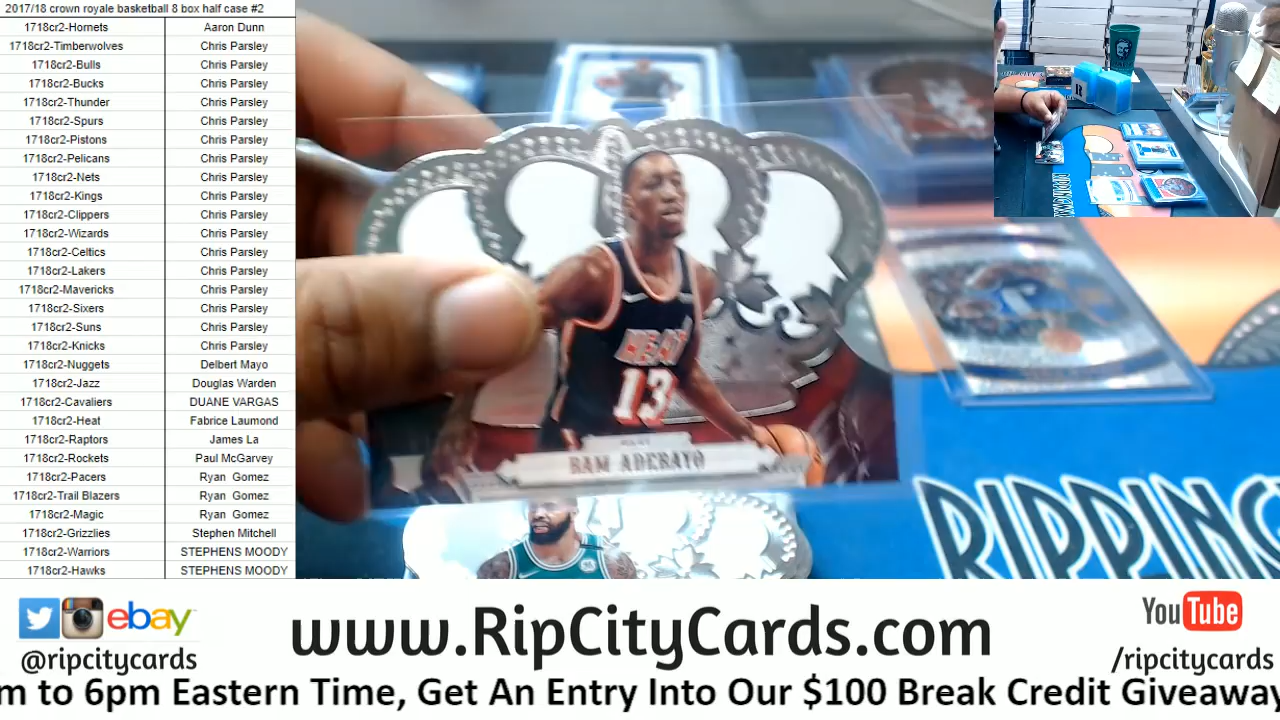 2017/18 crown royale basketball 8 box half case #2
1718cr2-Hornets Aaron Dunn
1718cr2-Timberwolves Chris Parsley
1718cr2-Bulls Chris Parsley
1718cr2-Bucks Chris Parsley
1718cr2-Thunder Chris Parsley
1718cr2-Spurs Chris Parsley
1718cr2-Pistons Chris Parsley
1718cr2-Pelicans Chris Parsley
1718cr2-Nets Chris Parsley
1718cr2-Kings Chris Parsley
1718cr2-Clippers Chris Parsley
1718cr2-Wizards Chris Parsley
1718cr2-Celtics Chris Parsley
1718cr2-Lakers Chris Parsley
1718cr2-Mavericks Chris Parsley
1718cr2-Sixers Chris Parsley
1718cr2-Suns Chris Parsley
1718cr2-Knicks Chris Parsley
1718cr2-Nuggets Delbert Mayo
1718cr2-Jazz Douglas Warden
1718cr2-Cavaliers DUANE VARGAS
1718cr2-Heat Fabrice Laumond
1718cr2-Raptors James La
1718cr2-Rockets Paul McGarvey
1718cr2-Pacers Ryan Gomez
1718cr2-Trail Blazers Ryan Gomez
1718cr2-Magic Ryan Gomez
1718cr2-Grizzlies Stephen Mitchell
1718cr2-Warriors STEPHENS MOODY
1718cr2-Hawks STEPHENS MOODY
HEAT
13
HEAT
BAM ADEBAYO
RIPPING
ebay
@ripcitycards
www.RipCityCards.com
YouTube
/ripcitycards
m to 6pm Eastern Time, Get An Entry Into Our $100 Break Credit Giveaway